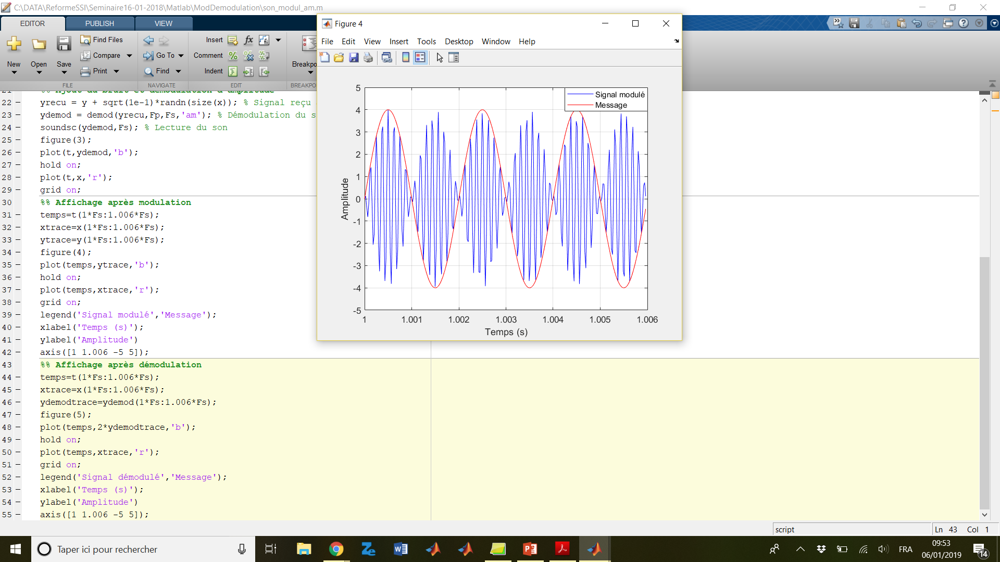 C:\DATA\ReformeSSI\Seminaire16-01-2018\Matlab\ModDemodulation\son_modul_am.m
EDITOR PUBLISH VIEW
New Open Save
Find Files
Compare
Print
FILE
Go To
Find
NAVIGATE
Insert
Comment
Indent
EDIT
Breakpo
BREAKPO
22 yrecu = y + sqrt(1e-1)*randn(size(x)); % Signal reçu
23 ydemod = demod(yrecu,Fp,Fs,'am'); % Démodulation du s
24 soundsc(ydemod,Fs); % Lecture du son
25 figure(3);
26 plot(t,ydemod,'b');
27 hold on;
28 plot(t,x,'r');
29 grid on;
30 %% Affichage après modulation
31 temps=t(1*Fs:1.006*Fs);
32 xtrace=x(1*Fs:1.006*Fs);
33 ytrace=y(1*Fs:1.006*Fs);
34 figure(4);
35 plot(temps,ytrace,'b');
36 hold on;
37 plot(temps,xtrace,'r');
38 grid on;
39 legend('Signal modulé','Message');
40 xlabel('Temps (s)');
41 ylabel('Amplitude')
42 axis([1 1.006 -5 5]);
43 %% Affichage après démodulation
44 temps=t(1*Fs:1.006*Fs);
45 xtrace=x(1*Fs:1.006*Fs);
46 ydemodtrace=ydemod(1*Fs:1.006*Fs);
47 figure(5);
48 plot(temps,2*ydemodtrace,'b');
49 hold on;
50 plot(temps,xtrace,'r');
51 grid on;
52 legend('Signal démodulé','Message');
53 xlabel('Temps (s)');
54 ylabel('Amplitude')
55 axis([1 1.006 -5 5]);
Figure 4
File Edit View Insert Tools Desktop Window Help
Signal modulé
Message
5
4
3
2
1
0
-1
-2
-3
-4
-5
Amplitude
1 1.001 1.002 1.003 1.004 1.005 1.006
Temps (s)
script
Ln 43 Col 1
Taper ici pour rechercher
FRA
09:53
06/01/2019
14